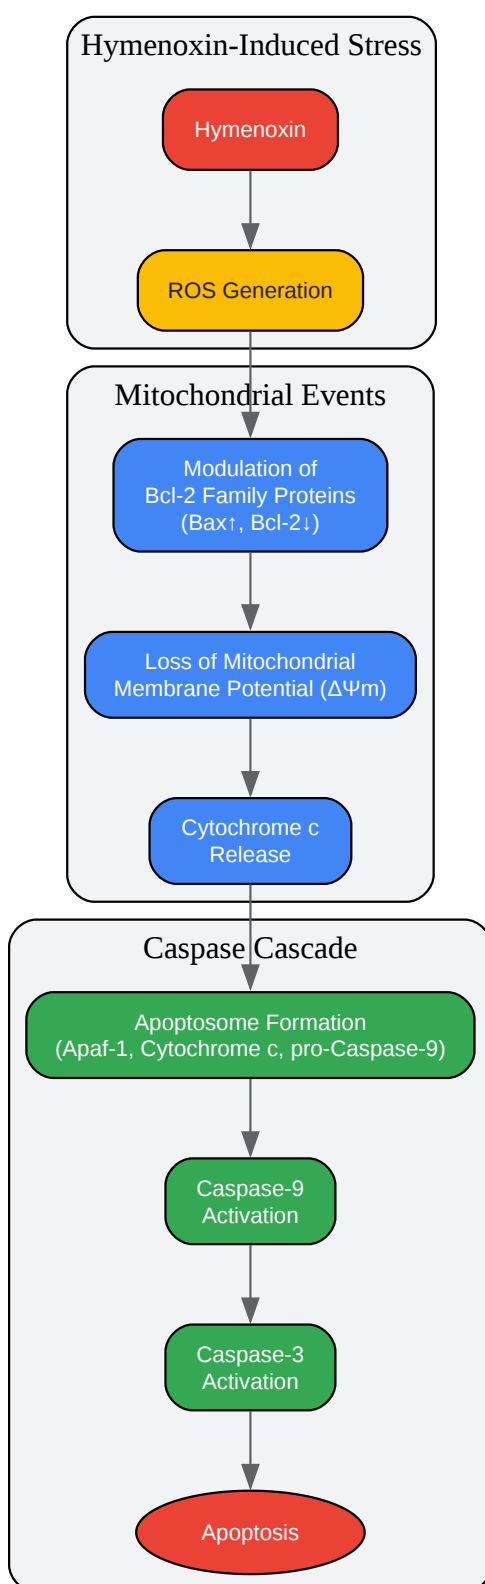 Hymenoxin-Induced Stress
Hymenoxin
ROS Generation
Mitochondrial Events
Modulation of
Bcl-2 Family Proteins
(Bax↑, Bcl-2↓)
Loss of Mitochondrial
Membrane Potential (ΔΨm)
Cytochrome c
Release
Caspase Cascade
Apoptosome Formation
(Apaf-1, Cytochrome c, pro-Caspase-9)
Caspase-9
Activation
Caspase-3
Activation
Apoptosis